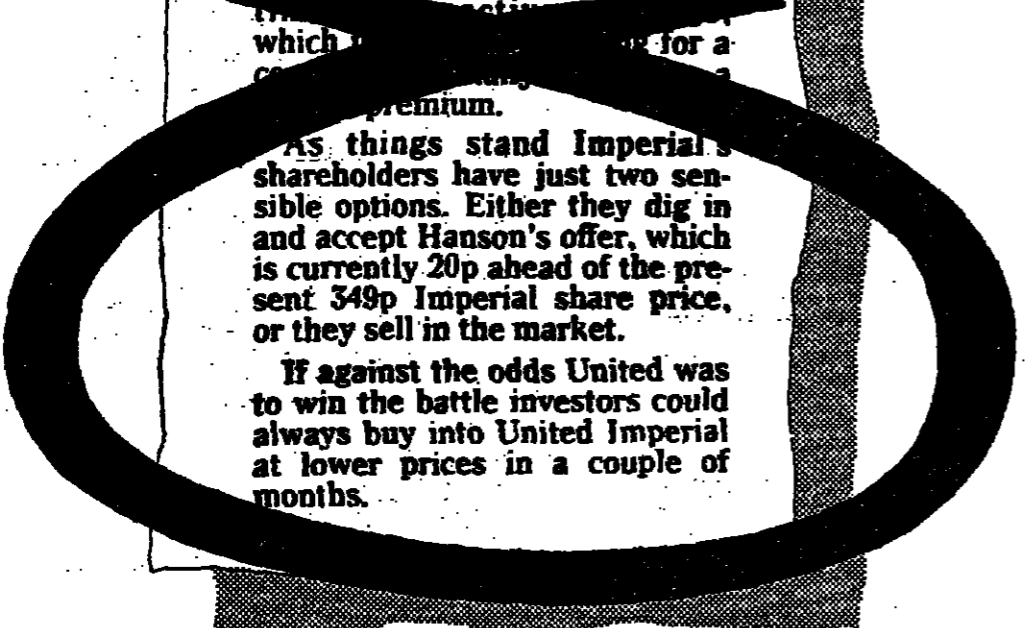 which for a
a
premium.
As things stand Imperial's
shareholders have just two sen-
sible options. Either they dig in
and accept Hanson's offer, which
is currently 20p ahead of the pre-
sent 349p Imperial share price,
or they sell in the market.
If against the odds United was
to win the battle investors could
always buy into United Imperial
at lower prices in a couple of
months.